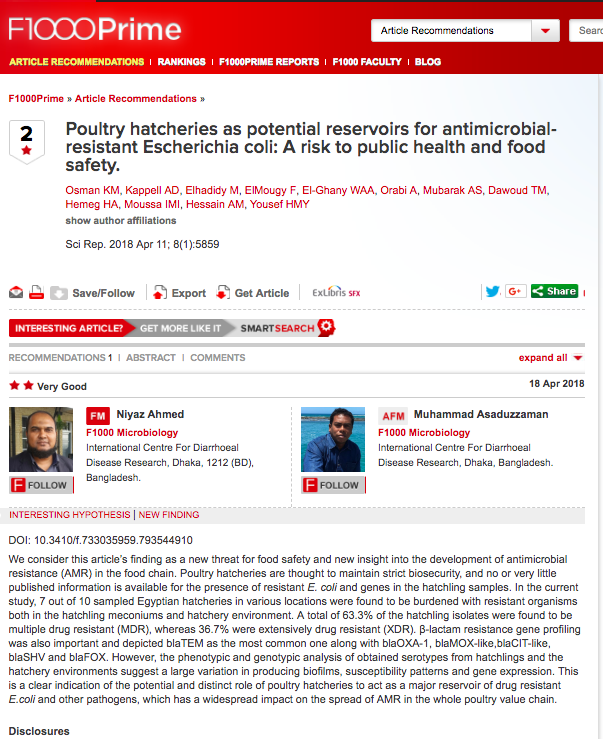 F1000Prime
Article Recommendations
Searc
ARTICLE RECOMMENDATIONS | RANKINGS | F1000PRIME REPORTS | F1000 FACULTY | BLOG
F1000Prime » Article Recommendations »
2
Poultry hatcheries as potential reservoirs for antimicrobial-
resistant Escherichia coli: A risk to public health and food
safety.
Osman KM, Kappell AD, Elhadidy M, ElMougy F, El-Ghany WAA, Orabi A, Mubarak AS, Dawoud TM,
Hemeg HA, Moussa IMI, Hessain AM, Yousef HMY
show author affiliations
Sci Rep. 2018 Apr 11; 8(1):5859
Save/Follow Export Get Article ExLibris SFX G+ Share
INTERESTING ARTICLE? GET MORE LIKE IT SMARTSEARCH
RECOMMENDATIONS 1 | ABSTRACT | COMMENTS expand all
Very Good 18 Apr 2018
FM Niyaz Ahmed
F1000 Microbiology
International Centre For Diarrhoeal
Disease Research, Dhaka, 1212 (BD),
Bangladesh.
F FOLLOW
AFM Muhammad Asaduzzaman
F1000 Microbiology
International Centre For Diarrhoeal
Disease Research, Dhaka, Bangladesh.
F FOLLOW
INTERESTING HYPOTHESIS | NEW FINDING
DOI: 10.3410/f.733035959.793544910
We consider this article's finding as a new threat for food safety and new insight into the development of antimicrobial
resistance (AMR) in the food chain. Poultry hatcheries are thought to maintain strict biosecurity, and no or very little
published information is available for the presence of resistant E. coli and genes in the hatchling samples. In the current
study, 7 out of 10 sampled Egyptian hatcheries in various locations were found to be burdened with resistant organisms
both in the hatchling meconiums and hatchery environment. A total of 63.3% of the hatchling isolates were found to be
multiple drug resistant (MDR), whereas 36.7% were extensively drug resistant (XDR). β-lactam resistance gene profiling
was also important and depicted blaTEM as the most common one along with blaOXA-1, blaMOX-like,blaCIT-like,
blaSHV and blaFOX. However, the phenotypic and genotypic analysis of obtained serotypes from hatchlings and the
hatchery environments suggest a large variation in producing biofilms, susceptibility patterns and gene expression. This
is a clear indication of the potential and distinct role of poultry hatcheries to act as a major reservoir of drug resistant
E.coli and other pathogens, which has a widespread impact on the spread of AMR in the whole poultry value chain.
Disclosures